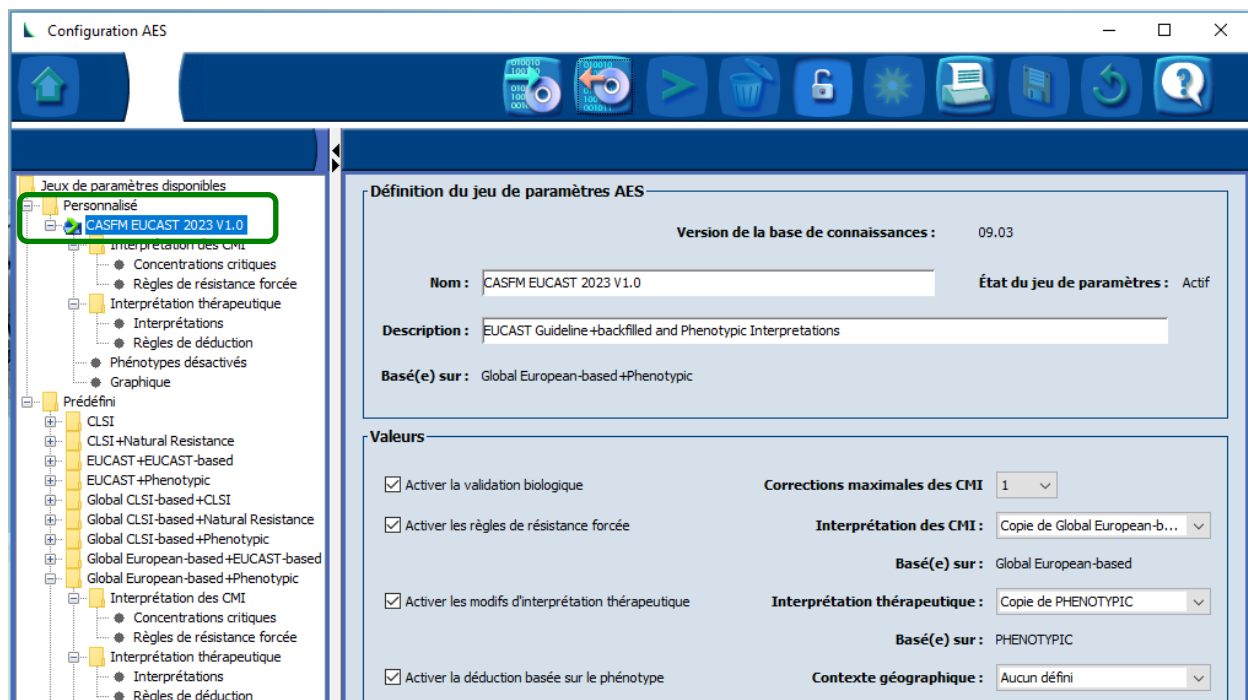 Configuration AES
Jeux de paramètres disponibles
Personnalisé
CASFM EUCAST 2023 V1.0
Interprétation des CMI
Concentrations critiques
Règles de résistance forcée
Interprétation thérapeutique
Interprétations
Règles de déduction
Phénotypes désactivés
Graphique
Prédéfini
CLSI
CLSI+Natural Resistance
EUCAST+EUCAST-based
EUCAST+Phenotypic
Global CLSI-based+CLSI
Global CLSI-based+Natural Resistance
Global CLSI-based+Phenotypic
Global European-based+EUCAST-based
Global European-based+Phenotypic
Interprétation des CMI
Concentrations critiques
Règles de résistance forcée
Interprétation thérapeutique
Interprétations
Règles de déduction
Définition du jeu de paramètres AES
Version de la base de connaissances : 09.03
Nom : CASFM EUCAST 2023 V1.0 État du jeu de paramètres : Actif
Description : EUCAST Guideline+backfilled and Phenotypic Interpretations
Basé(e) sur : Global European-based+Phenotypic
Valeurs
Activer la validation biologique Corrections maximales des CMI 1
Activer les règles de résistance forcée Interprétation des CMI : Copie de Global European-b...
Basé(e) sur : Global European-based
Activer les modifs d'interprétation thérapeutique Interprétation thérapeutique : Copie de PHENOTYPIC
Basé(e) sur : PHENOTYPIC
Activer la déduction basée sur le phénotype Contexte géographique : Aucun défini